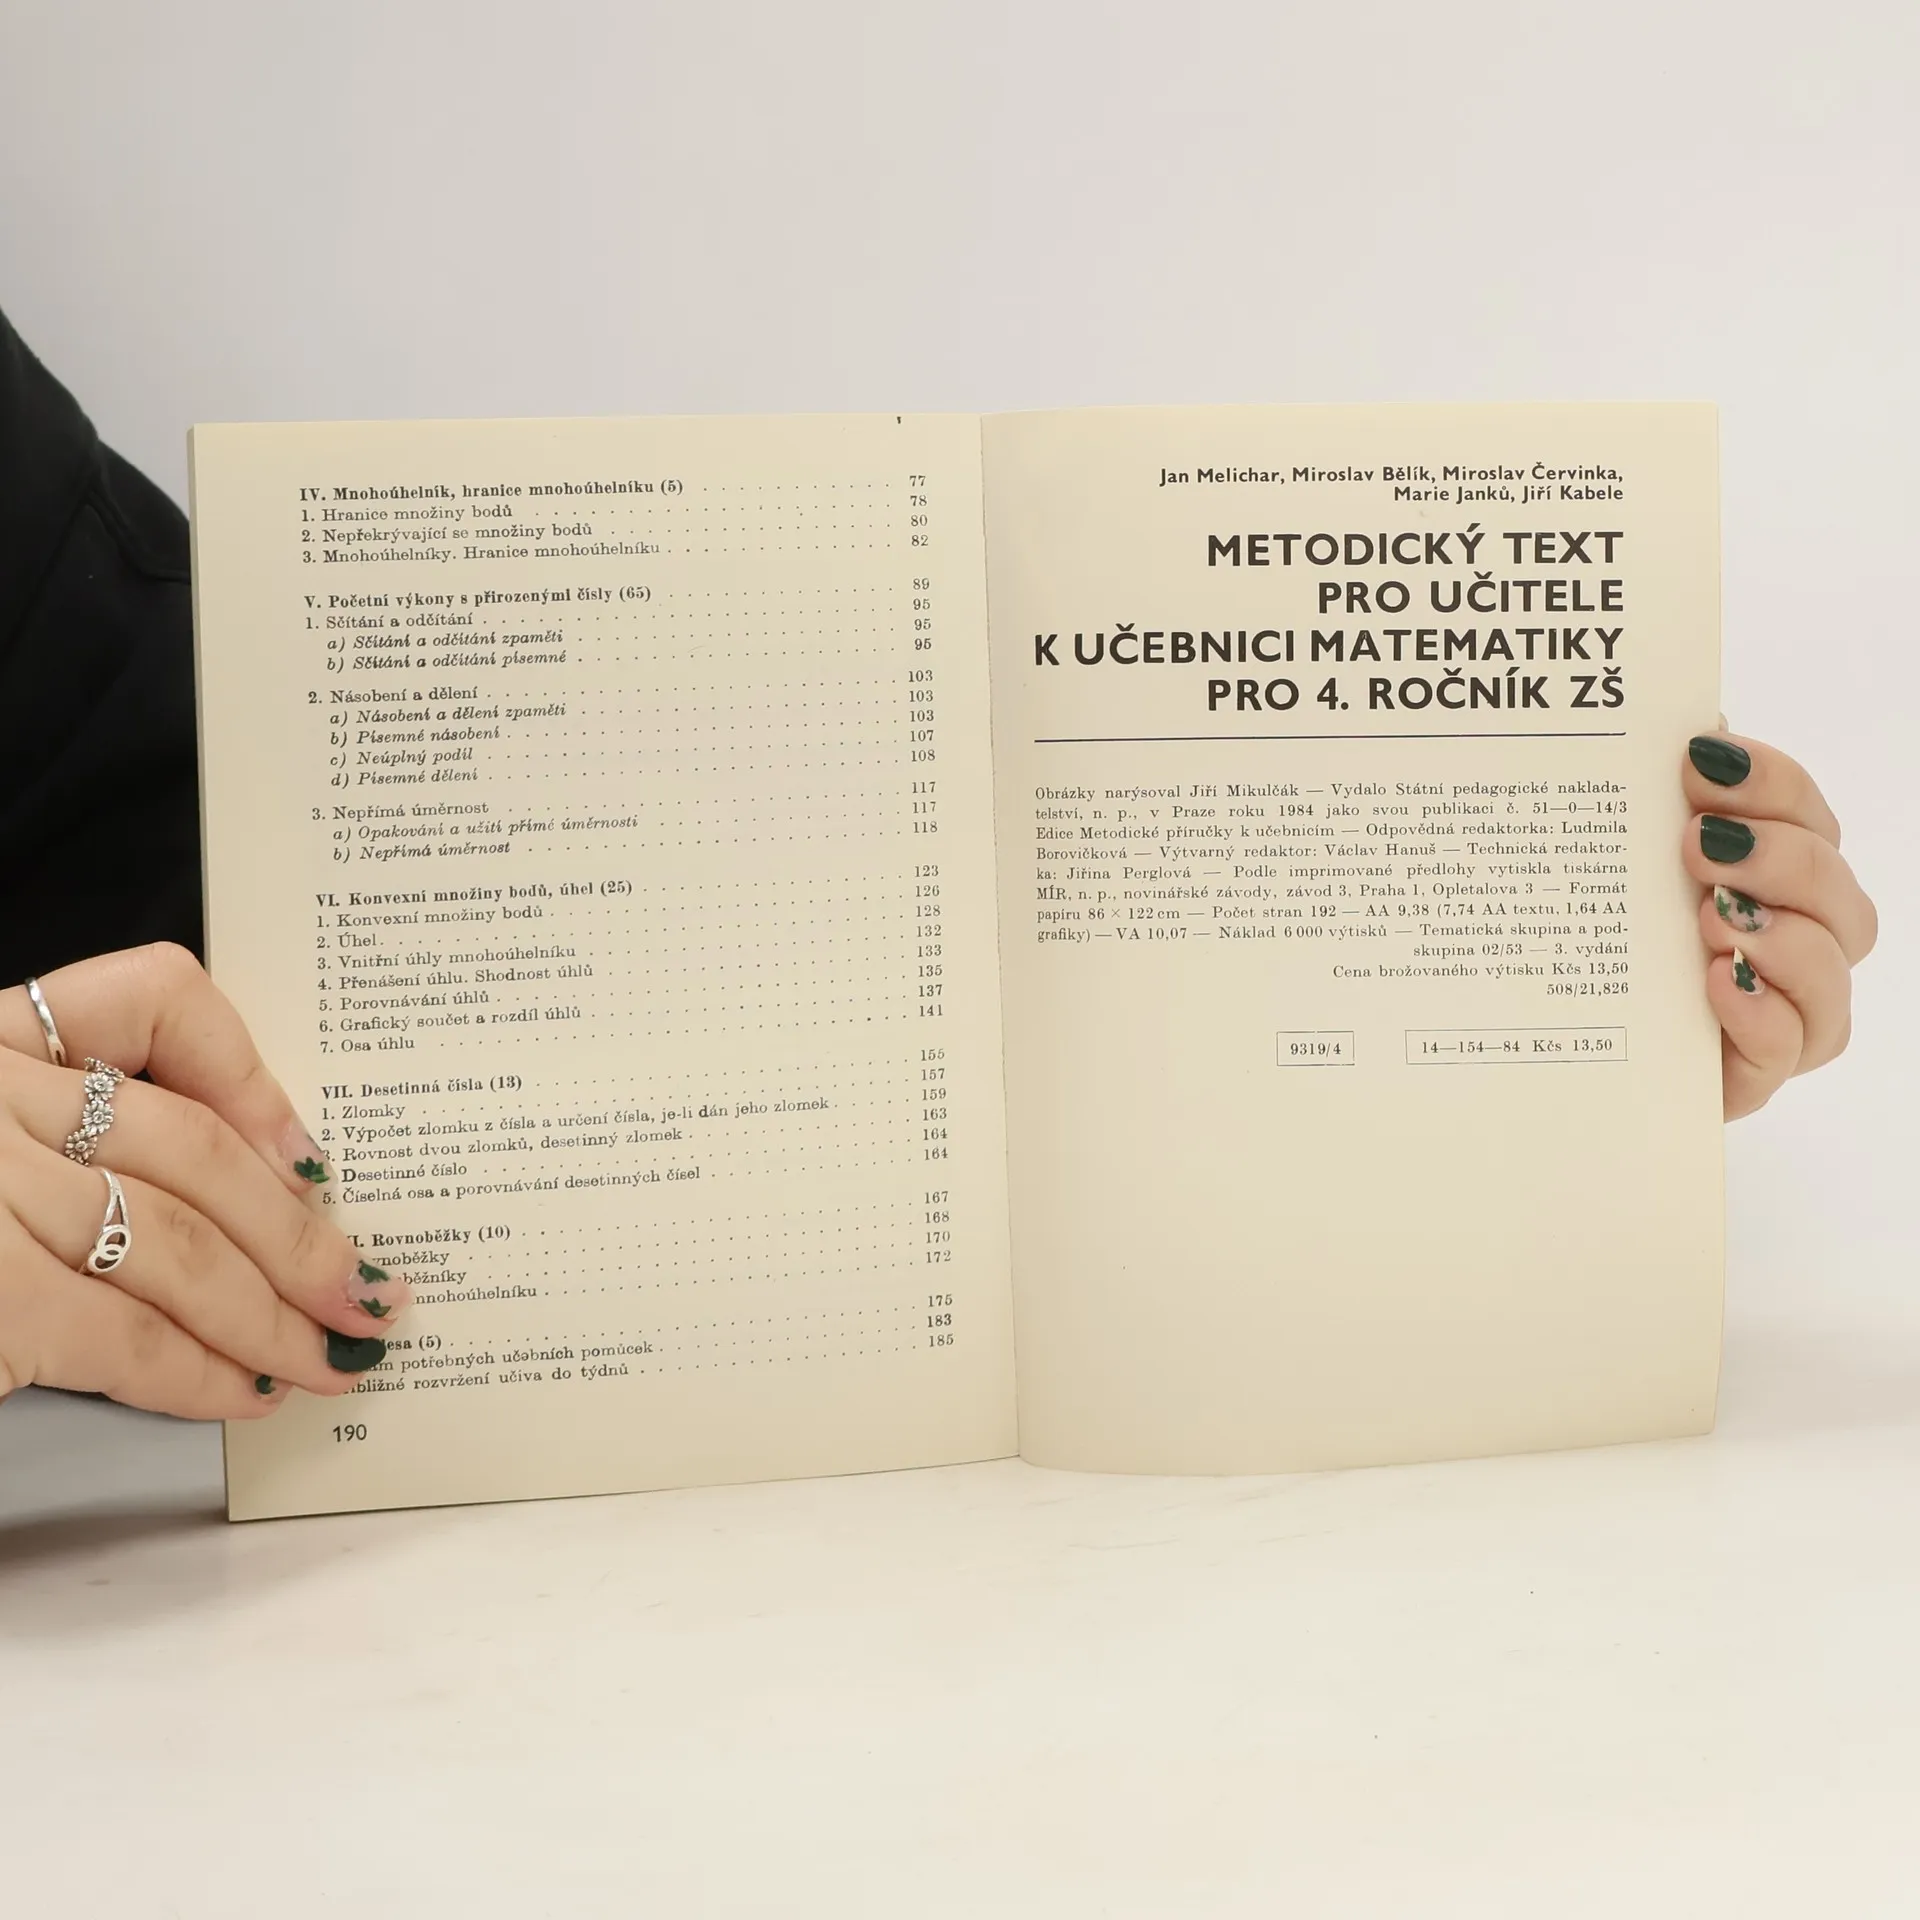 IV. Mnohoúhelník, hranice mnohoúhelníku (5) . . . . . . . . . . 77
1. Hranice množiny bodů . . . . . . . . . . 78
2. Nepřekrývající se množiny bodů . . . . . . . . . . 80
3. Mnohoúhelníky. Hranice mnohoúhelníku . . . . . . . . . . 82
V. Početní výkony s přirozenými čísly (65) . . . . . . . . . . 89
1. Sčítání a odčítání . . . . . . . . . . 95
a) Sčítání a odčítání zpaměti . . . . . . . . . . 95
b) Sčítání a odčítání písemné . . . . . . . . . . 95
2. Násobení a dělení . . . . . . . . . . 103
a) Násobení a dělení zpaměti . . . . . . . . . . 103
b) Písemné násobení . . . . . . . . . . 103
c) Neúplný podíl . . . . . . . . . . 107
d) Písemné dělení . . . . . . . . . . 108
3. Nepřímá úměrnost . . . . . . . . . . 117
a) Opakování a užití přímé úměrnosti . . . . . . . . . . 117
b) Nepřímá úměrnost . . . . . . . . . . 118
VI. Konvexní množiny bodů, úhel (25) . . . . . . . . . . 123
1. Konvexní množiny bodů . . . . . . . . . . 126
2. Úhel . . . . . . . . . . 128
3. Vnitřní úhly mnohoúhelníku . . . . . . . . . . 132
4. Přenášení úhlu. Shodnost úhlů . . . . . . . . . . 133
5. Porovnávání úhlů . . . . . . . . . . 135
6. Grafický součet a rozdíl úhlů . . . . . . . . . . 137
7. Osa úhlu . . . . . . . . . . 141
VII. Desetinná čísla (13) . . . . . . . . . . 155
1. Zlomky . . . . . . . . . . 157
2. Výpočet zlomku z čísla a určení čísla, je-li dán jeho zlomek . . . . . 159
3. Rovnost dvou zlomků, desetinný zlomek . . . . . . . . . . 163
Desetinné číslo . . . . . . . . . . 164
5. Číselná osa a porovnávání desetinných čísel . . . . . . . . . . 164
Rovnoběžky (10) . . . . . . . . . . 167
. . . . . . . . . . 168
. . . . . . . . . . 170
mnohoúhelníku . . . . . . . . . . 172
(5) . . . . . . . . . . 175
potřebných učebních pomůcek . . . . . . . . . . 183
rozvržení učiva do týdnů . . . . . . . . . . 185
190
Jan Melichar, Miroslav Bělík, Miroslav Červinka,
Marie Janků, Jiří Kabele
METODICKÝ TEXT
PRO UČITELE
K UČEBNICI MATEMATIKY
PRO 4. ROČNÍK ZŠ
Obrázky narýsoval Jiří Mikulčák — Vydalo Státní pedagogické naklada-
telství, n. p., v Praze roku 1984 jako svou publikaci č. 51—0—14/3
Edice Metodické příručky k učebnicím — Odpovědná redaktorka: Ludmila
Borovičková — Výtvarný redaktor: Václav Hanuš — Technická redaktor-
ka: Jiřina Perglová — Podle imprimované předlohy vytiskla tiskárna
MÍR, n. p., novinářské závody, závod 3, Praha 1, Opletalova 3 — Formát
papíru 86 × 122 cm — Počet stran 192 — AA 9,38 (7,74 AA textu, 1,64 AA
grafiky) — VA 10,07 — Náklad 6 000 výtisků — Tematická skupina a pod-
skupina 02/53 — 3. vydání
Cena brožovaného výtisku Kčs 13,50
508/21,826
9319/4 14—154—84 Kčs 13,50